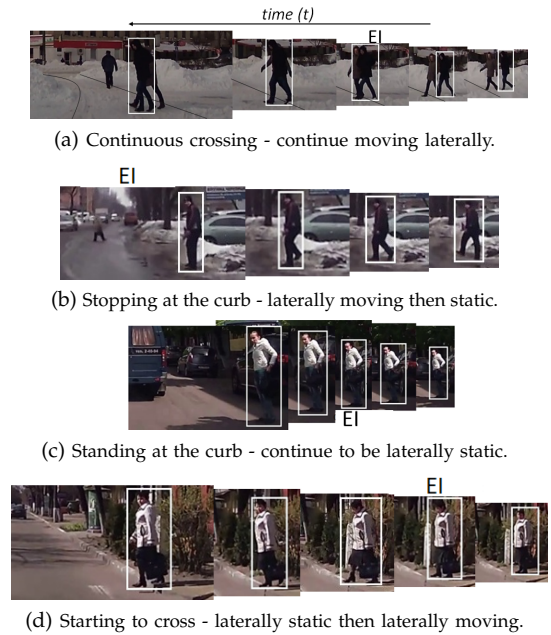 time (t)
EI
(a) Continuous crossing - continue moving laterally.
EI
(b) Stopping at the curb - laterally moving then static.
EI
(c) Standing at the curb - continue to be laterally static.
EI
(d) Starting to cross - laterally static then laterally moving.